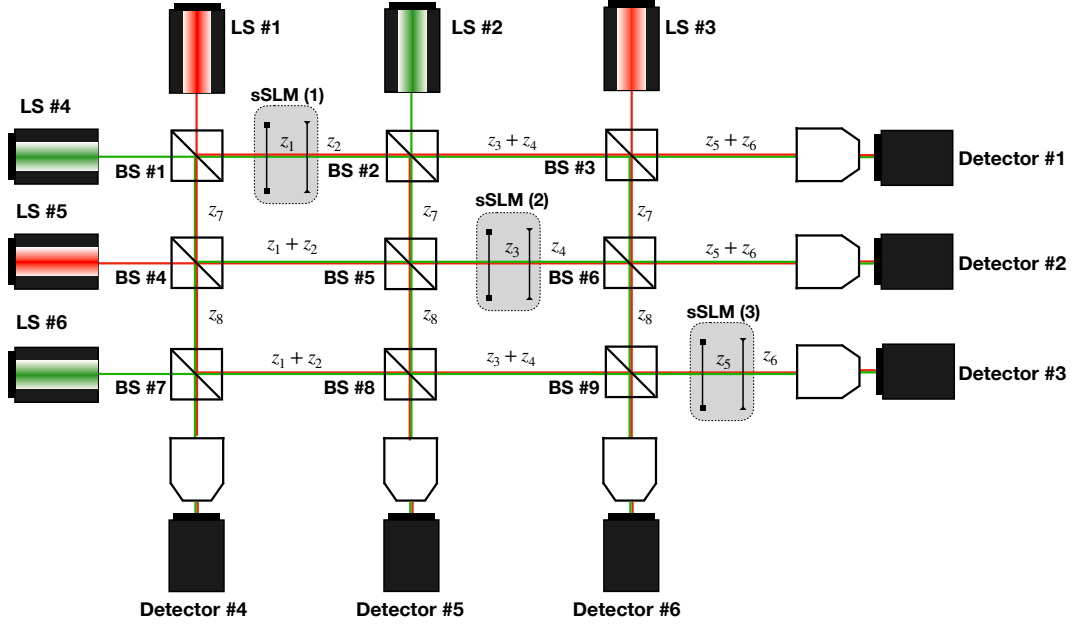 LS #1
LS #2
LS #3
LS #4
sSLM (1)
z₁
z₂
z₃ + z₄
z₅ + z₆
BS #1
BS #2
BS #3
Detector #1
LS #5
z₇
z₇
sSLM (2)
z₇
z₁ + z₂
z₃
z₄
z₅ + z₆
BS #4
BS #5
BS #6
Detector #2
LS #6
z₈
z₈
z₈
sSLM (3)
z₁ + z₂
z₃ + z₄
z₅
z₆
BS #7
BS #8
BS #9
Detector #3
Detector #4
Detector #5
Detector #6